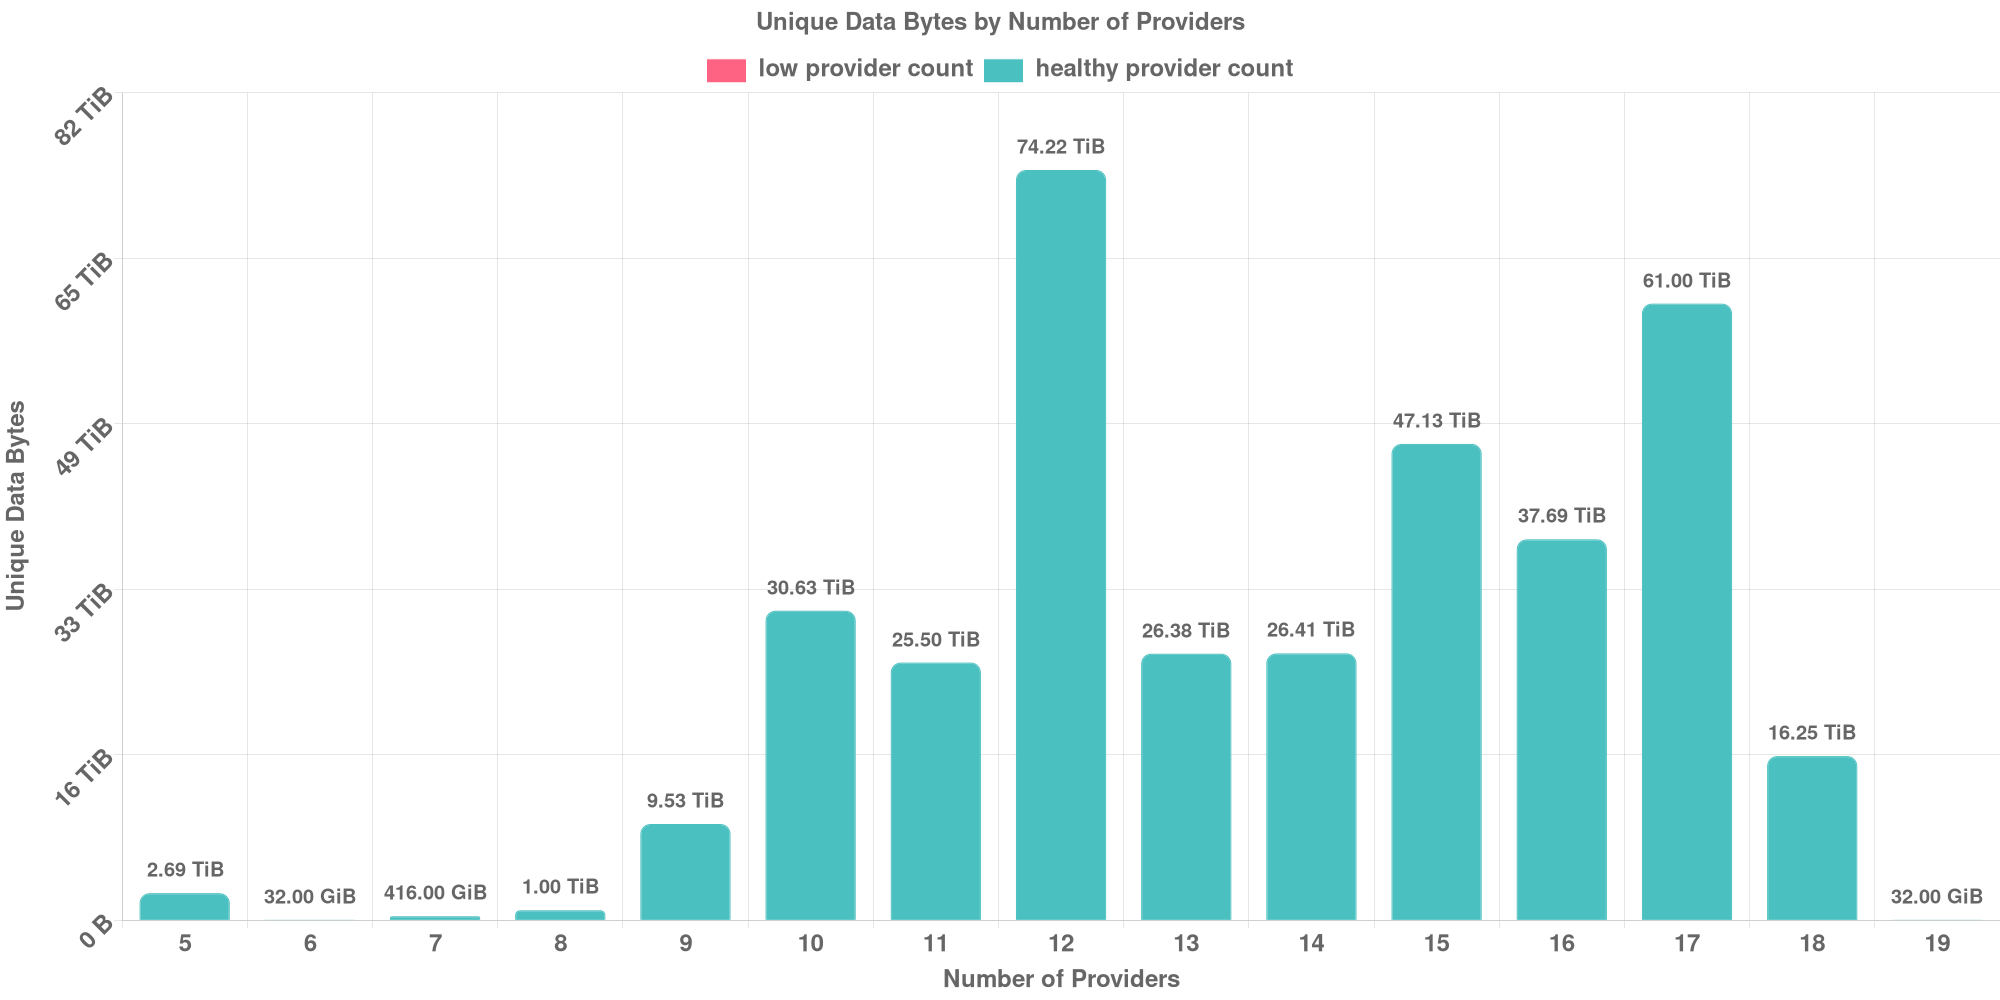 Unique Data Bytes by Number of Providers
low provider count healthy provider count
82 TiB
65 TiB
49 TiB
33 TiB
16 TiB
0 B
Unique Data Bytes
2.69 TiB
32.00 GiB
416.00 GiB
1.00 TiB
9.53 TiB
30.63 TiB
25.50 TiB
74.22 TiB
26.38 TiB
26.41 TiB
47.13 TiB
37.69 TiB
61.00 TiB
16.25 TiB
32.00 GiB
5 6 7 8 9 10 11 12 13 14 15 16 17 18 19
Number of Providers